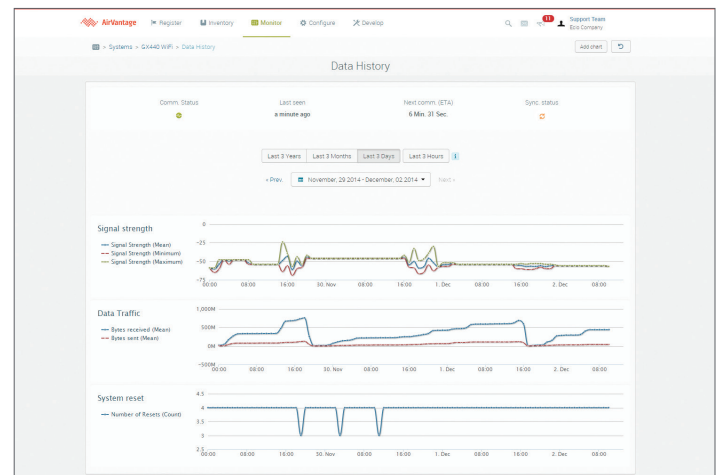 AirVantage Register Inventory Monitor Configure Develop 11 Support Team
Epsi Company
> Systems > GX440 WiFi > Data History Add chart
Data History
Comm. Status Last seen Next comm. (ETA) Sync. status
a minute ago 6 Min. 31 Sec.
Last 3 Years Last 3 Months Last 3 Days Last 3 Hours i
< Prev. November, 29 2014 - December, 02 2014 Next >
Signal strength
Signal Strength (Mean)
Signal Strength (Minimum)
Signal Strength (Maximum)
0
-25
-50
-75
00:00 08:00 16:00 30. Nov 08:00 16:00 1. Dec 08:00 16:00 2. Dec 08:00
Data Traffic
Bytes received (Mean)
Bytes sent (Mean)
1,000M
500M
0M
-500M
00:00 08:00 16:00 30. Nov 08:00 16:00 1. Dec 08:00 16:00 2. Dec 08:00
System reset
Number of Resets (Count)
4.5
4
3.5
3
2.5
00:00 08:00 16:00 30. Nov 08:00 16:00 1. Dec 08:00 16:00 2. Dec 08:00